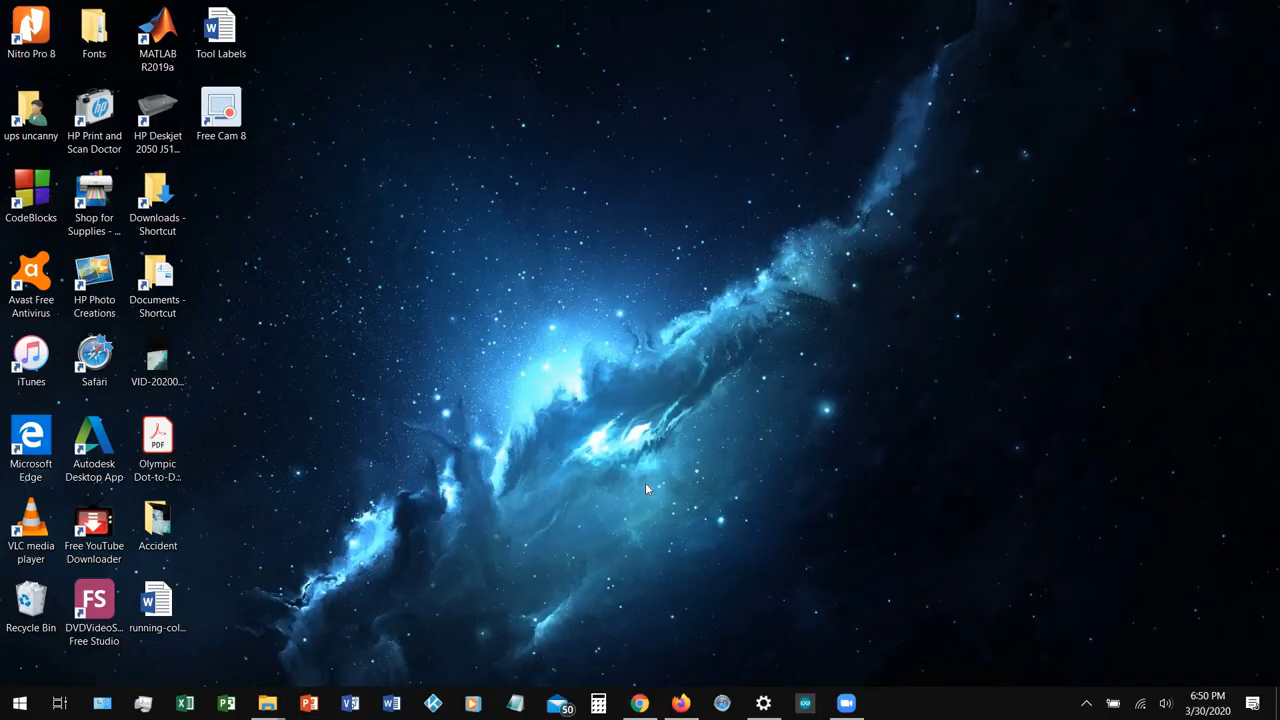 Nitro Pro 8
Fonts
MATLAB
R2019a
Tool Labels
ups uncanny
HP Print and
Scan Doctor
HP Deskjet
2050 J51...
Free Cam 8
CodeBlocks
Shop for
Supplies - ...
Downloads -
Shortcut
Avast Free
Antivirus
HP Photo
Creations
Documents -
Shortcut
iTunes
Safari
VID-20200...
Microsoft
Edge
Autodesk
Desktop App
PDF
Olympic
Dot-to-D...
VLC media
player
Free YouTube
Downloader
Accident
Recycle Bin
FS
DVDVideoS...
Free Studio
running-col...
50
6:50 PM
3/30/2020